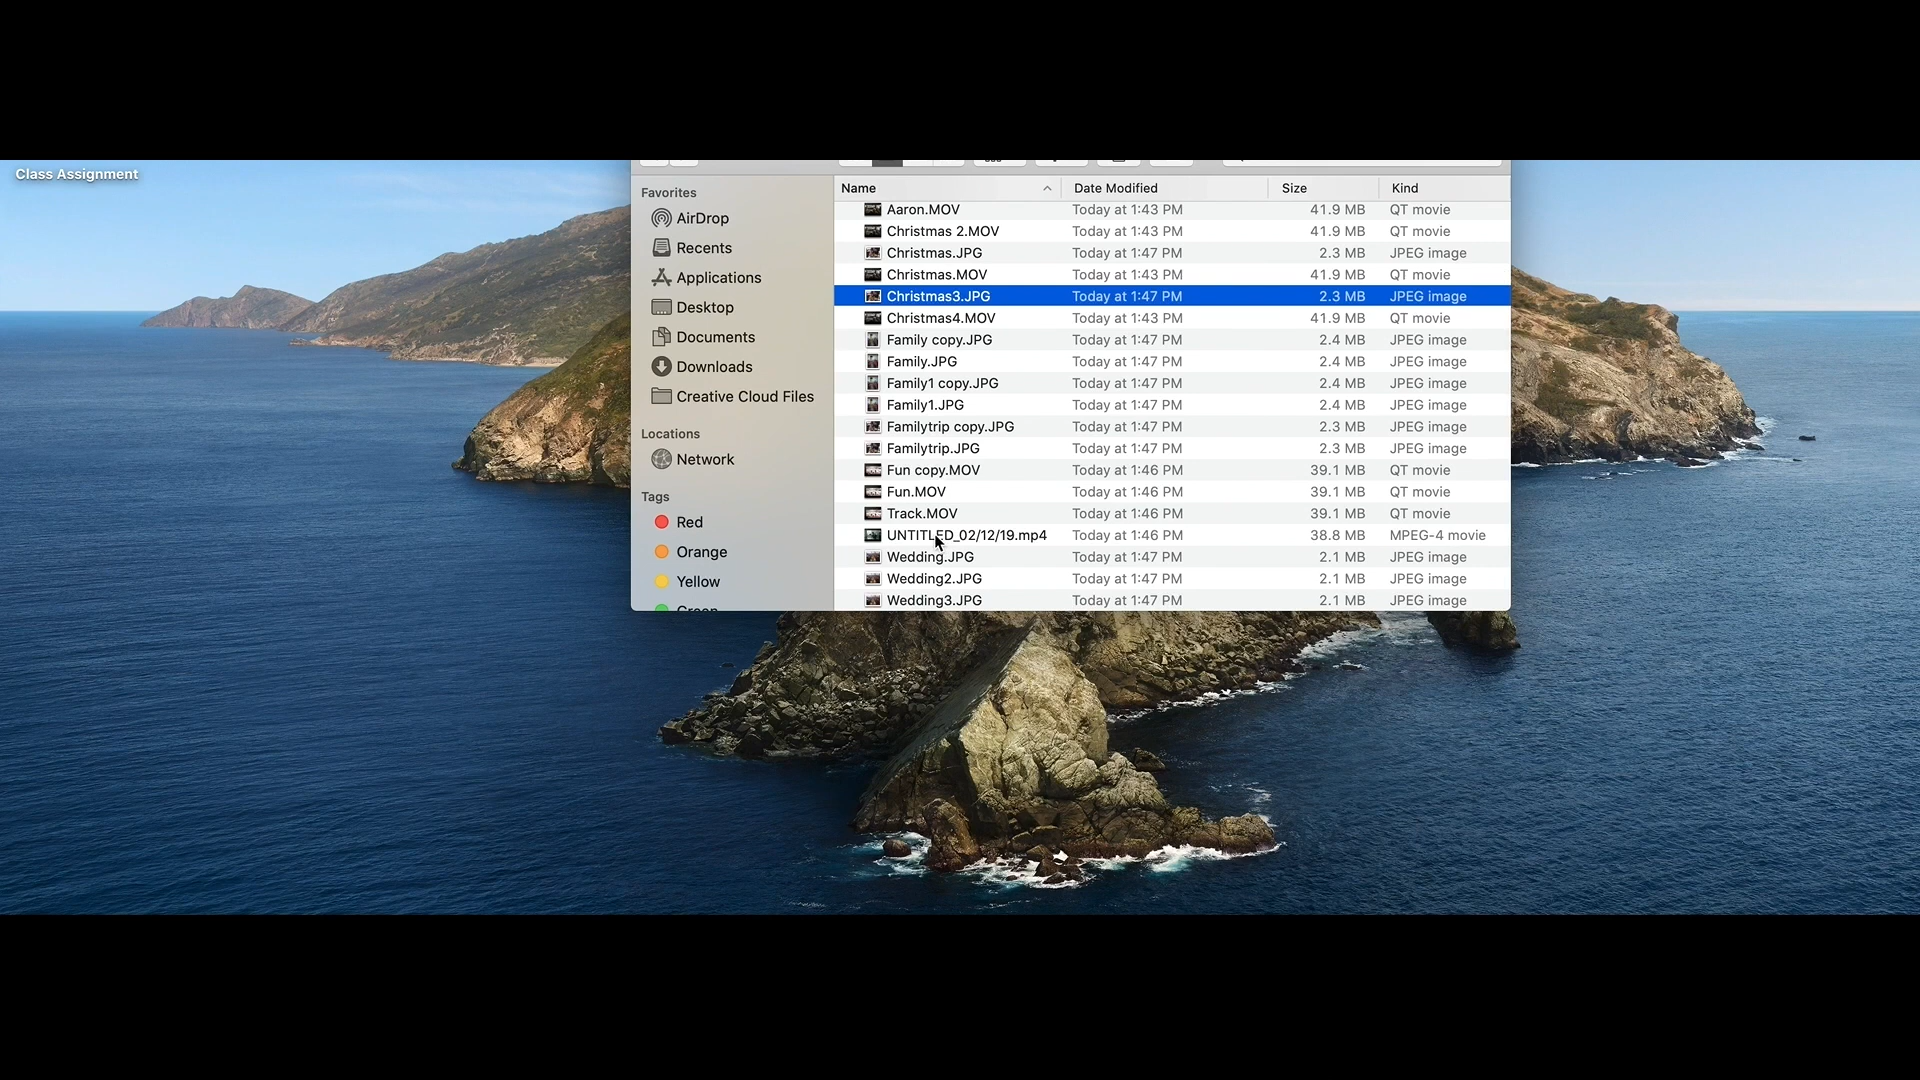 Class Assignment
Favorites
AirDrop
Recents
Applications
Desktop
Documents
Downloads
Creative Cloud Files
Locations
Network
Tags
Red
Orange
Yellow
Green
Name Date Modified Size Kind
Aaron.MOV Today at 1:43 PM 41.9 MB QT movie
Christmas 2.MOV Today at 1:43 PM 41.9 MB QT movie
Christmas.JPG Today at 1:47 PM 2.3 MB JPEG image
Christmas.MOV Today at 1:43 PM 41.9 MB QT movie
Christmas3.JPG Today at 1:47 PM 2.3 MB JPEG image
Christmas4.MOV Today at 1:43 PM 41.9 MB QT movie
Family copy.JPG Today at 1:47 PM 2.4 MB JPEG image
Family.JPG Today at 1:47 PM 2.4 MB JPEG image
Family1 copy.JPG Today at 1:47 PM 2.4 MB JPEG image
Family1.JPG Today at 1:47 PM 2.4 MB JPEG image
Familytrip copy.JPG Today at 1:47 PM 2.3 MB JPEG image
Familytrip.JPG Today at 1:47 PM 2.3 MB JPEG image
Fun copy.MOV Today at 1:46 PM 39.1 MB QT movie
Fun.MOV Today at 1:46 PM 39.1 MB QT movie
Track.MOV Today at 1:46 PM 39.1 MB QT movie
UNTITLED_02/12/19.mp4 Today at 1:46 PM 38.8 MB MPEG-4 movie
Wedding.JPG Today at 1:47 PM 2.1 MB JPEG image
Wedding2.JPG Today at 1:47 PM 2.1 MB JPEG image
Wedding3.JPG Today at 1:47 PM 2.1 MB JPEG image